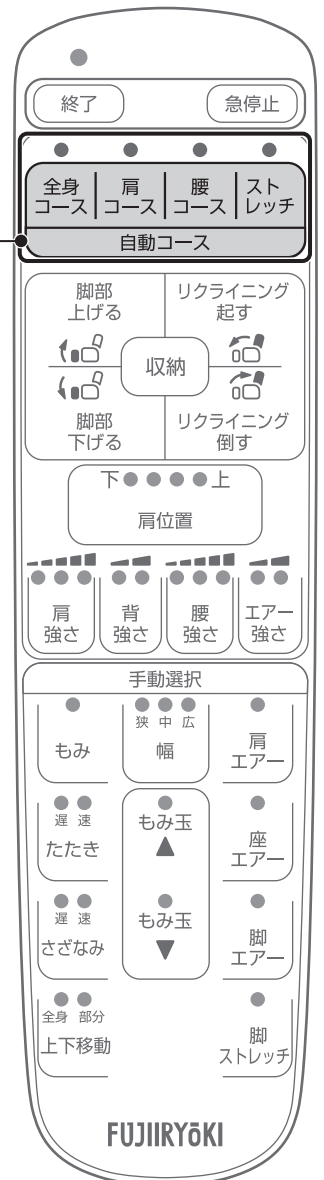 終了 急停止
全身 肩 腰 スト
コース コース コース レッチ
自動コース
脚部 リクライニング
上げる 起す
収納
脚部 リクライニング
下げる 倒す
下 上
肩位置
肩 背 腰 エアー
強さ 強さ 強さ 強さ
手動選択
狭 中 広
もみ 幅 肩
エアー
遅 速
たたき もみ玉 座
▲ エアー
遅 速
さざなみ もみ玉 脚
▼ エアー
全身 部分
上下移動 脚
ストレッチ
FUJIIRYōKI